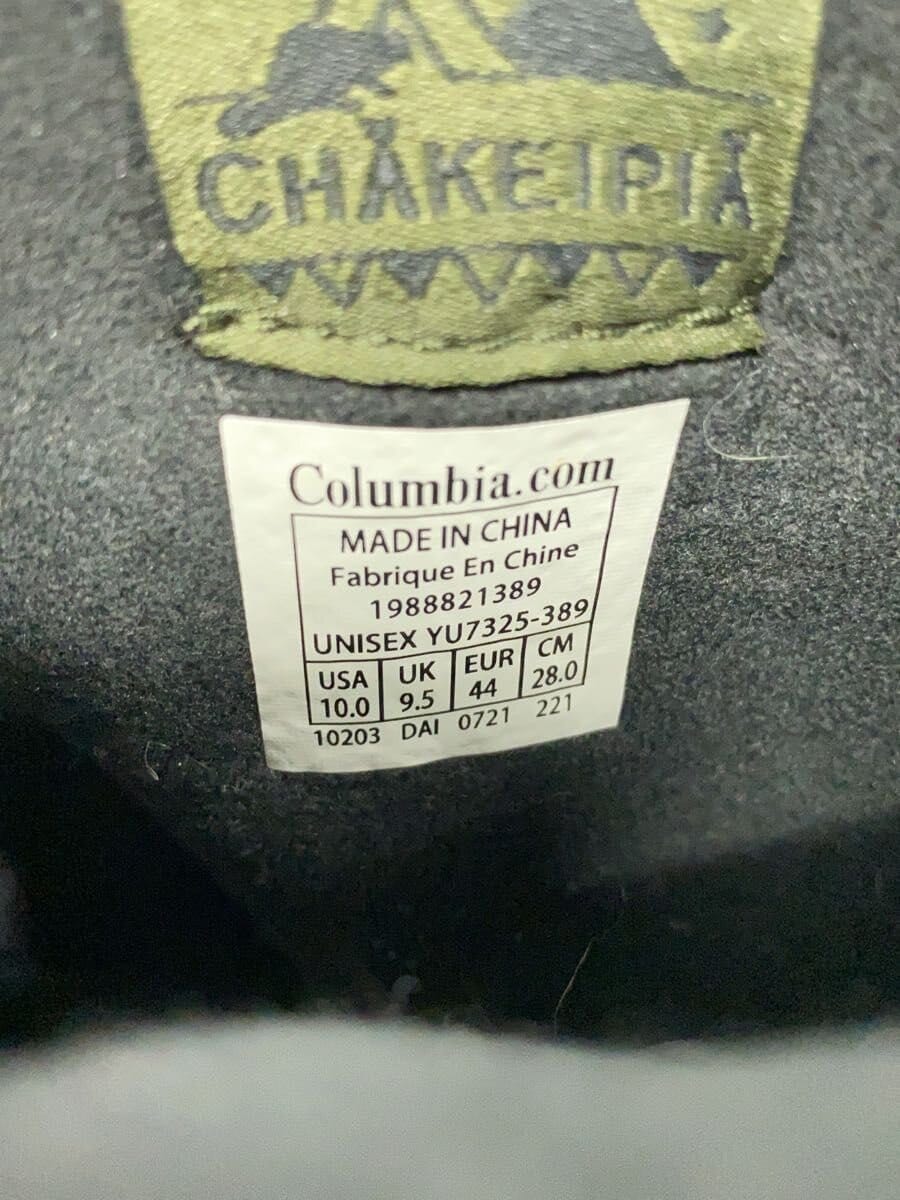 CHÅKEIPIÅ
Columbia.com
MADE IN CHINA
Fabrique En Chine
1988821389
UNISEX YU7325-389
USA UK EUR CM
10.0 9.5 44 28.0
10203 DAI 0721 221